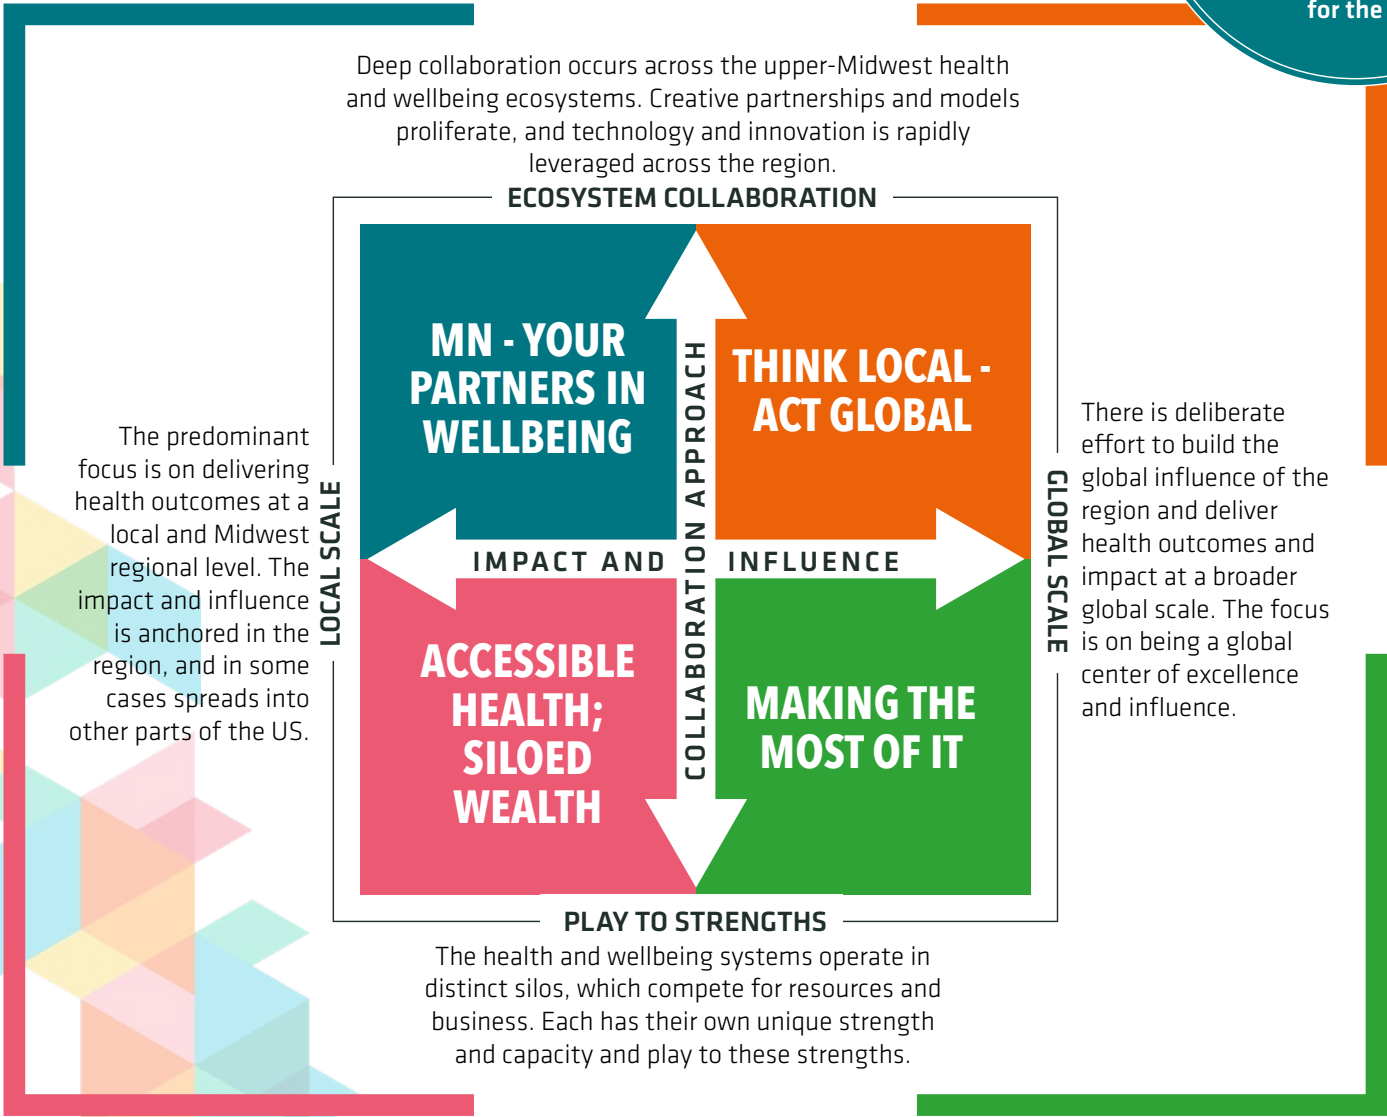 for the
Deep collaboration occurs across the upper-Midwest health
and wellbeing ecosystems. Creative partnerships and models
proliferate, and technology and innovation is rapidly
leveraged across the region.
ECOSYSTEM COLLABORATION
MN - YOUR
PARTNERS IN
WELLBEING
THINK LOCAL -
ACT GLOBAL
COLLABORATION APPROACH
IMPACT AND INFLUENCE
The predominant
focus is on delivering
health outcomes at a
local and Midwest
regional level. The
impact and influence
is anchored in the
region, and in some
cases spreads into
other parts of the US.
LOCAL SCALE
GLOBAL SCALE
There is deliberate
effort to build the
global influence of the
region and deliver
health outcomes and
impact at a broader
global scale. The focus
is on being a global
center of excellence
and influence.
ACCESSIBLE
HEALTH;
SILOED
WEALTH
MAKING THE
MOST OF IT
PLAY TO STRENGTHS
The health and wellbeing systems operate in
distinct silos, which compete for resources and
business. Each has their own unique strength
and capacity and play to these strengths.